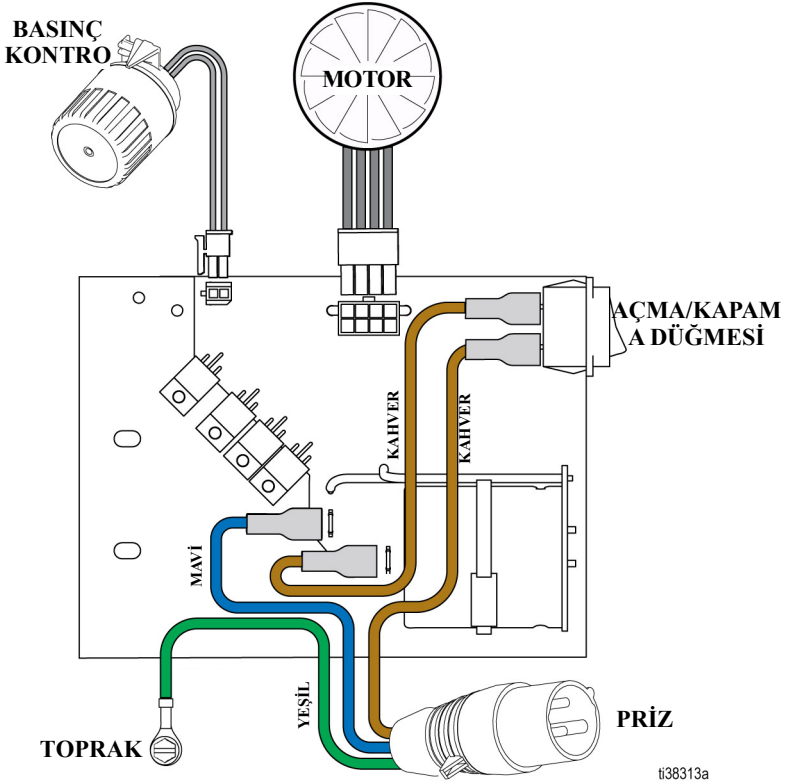 BASINÇ
KONTRO
MOTOR
AÇMA/KAPAM
A DÜĞMESİ
KAHVER
KAHVER
MAVİ
YEŞİL
TOPRAK
PRİZ
ti38313a